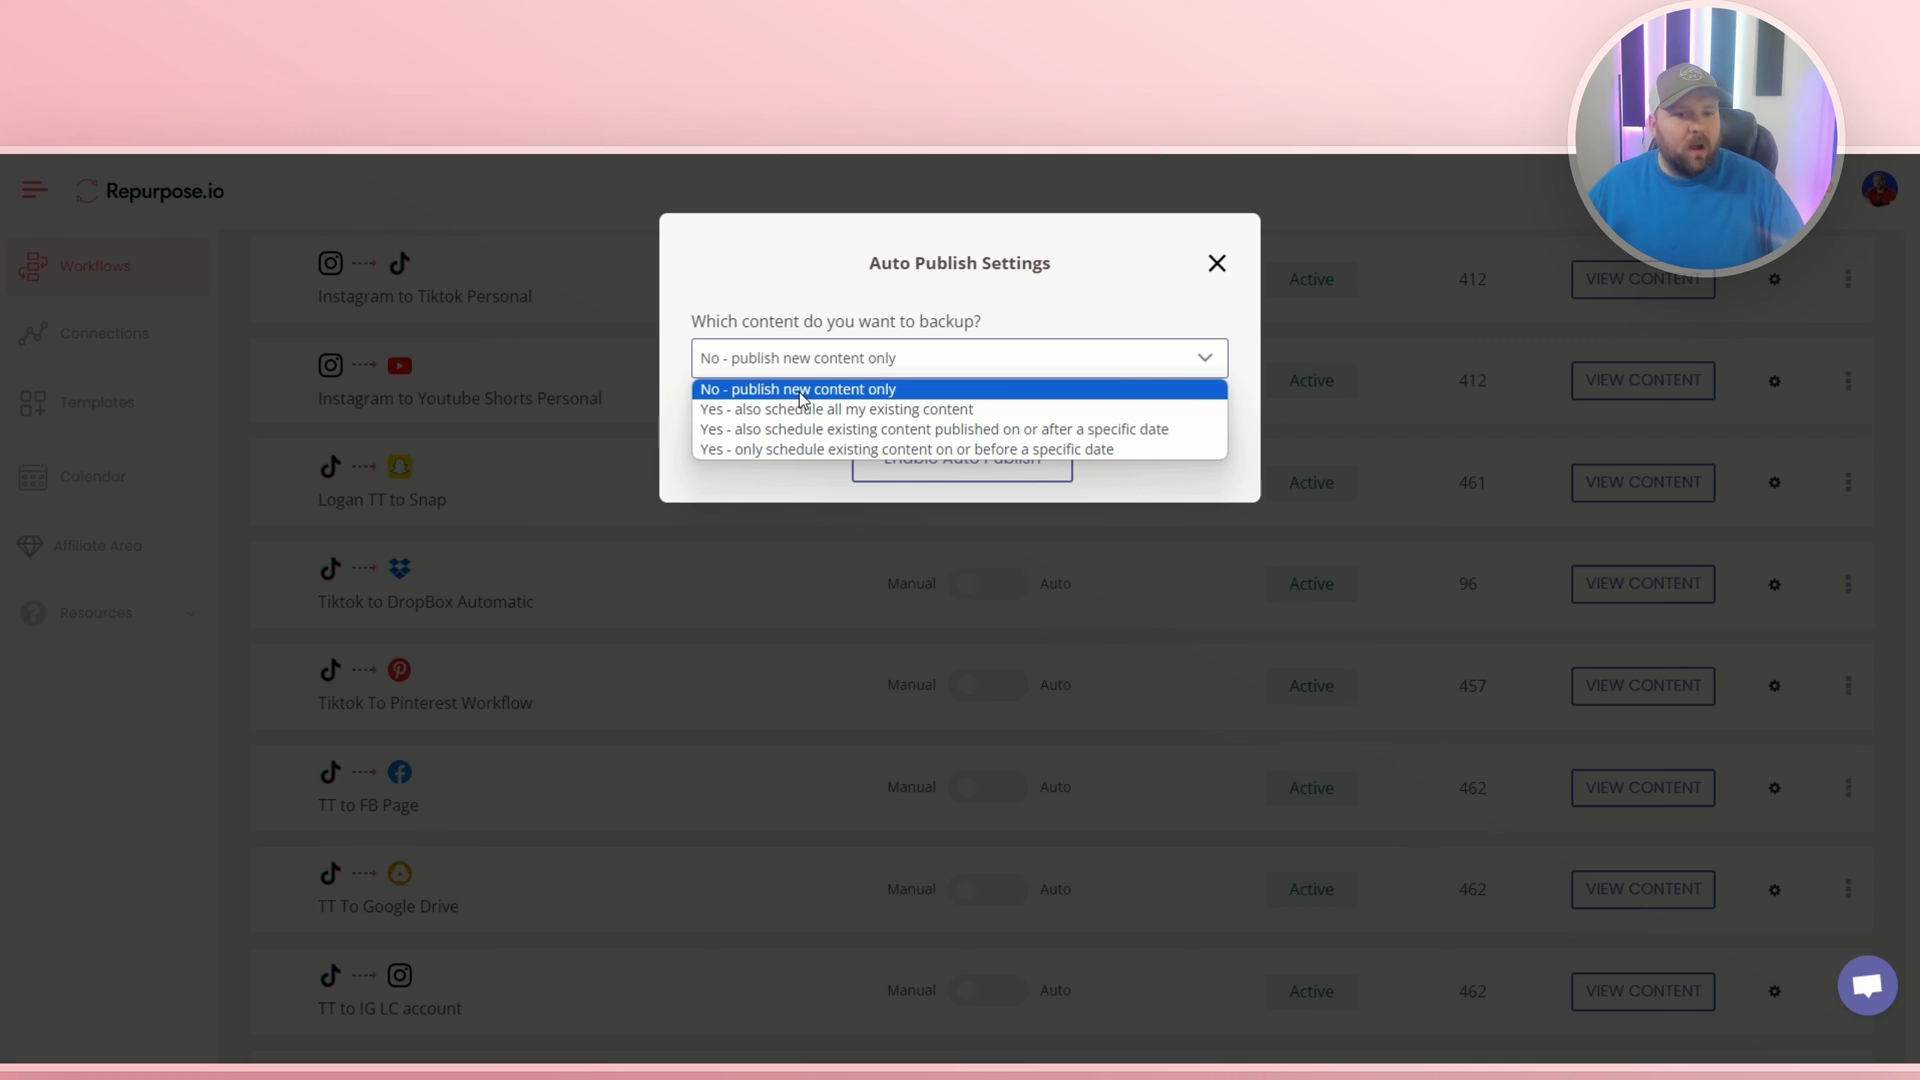 Repurpose.io
Auto Publish Settings
Which content do you want to backup?
No - publish new content only
No - publish new content only
Yes - also schedule all my existing content
Yes - also schedule existing content published on or after a specific date
Yes - only schedule existing content on or before a specific date
Enable Auto Publish
Workflows
Connections
Templates
Calendar
Affiliate Area
Resources
Instagram to Tiktok Personal
Active
412
VIEW CONTENT
Instagram to Youtube Shorts Personal
Active
412
VIEW CONTENT
Logan TT to Snap
Active
461
VIEW CONTENT
Tiktok to DropBox Automatic
Manual
Auto
Active
96
VIEW CONTENT
Tiktok To Pinterest Workflow
Manual
Auto
Active
457
VIEW CONTENT
TT to FB Page
Manual
Auto
Active
462
VIEW CONTENT
TT To Google Drive
Manual
Auto
Active
462
VIEW CONTENT
TT to IG LC account
Manual
Auto
Active
462
VIEW CONTENT